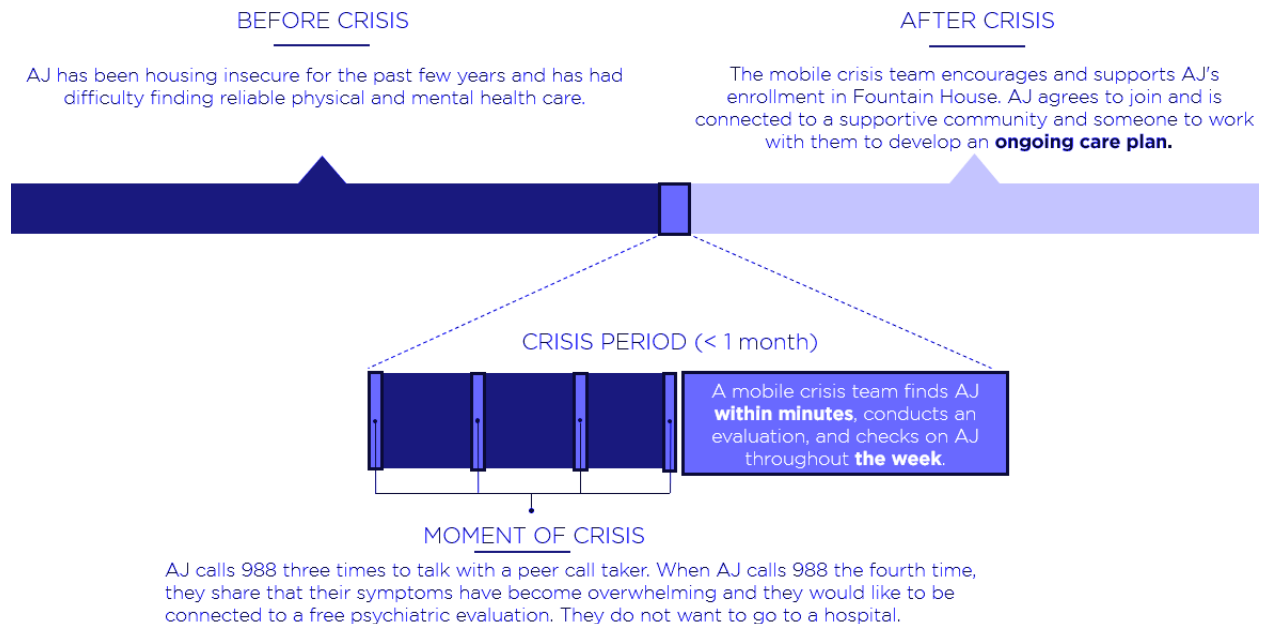 BEFORE CRISIS
AJ has been housing insecure for the past few years and has had
difficulty finding reliable physical and mental health care.
AFTER CRISIS
The mobile crisis team encourages and supports AJ's
enrollment in Fountain House. AJ agrees to join and is
connected to a supportive community and someone to work
with them to develop an ongoing care plan.
CRISIS PERIOD (< 1 month)
A mobile crisis team finds AJ
within minutes, conducts an
evaluation, and checks on AJ
throughout the week.
MOMENT OF CRISIS
AJ calls 988 three times to talk with a peer call taker. When AJ calls 988 the fourth time,
they share that their symptoms have become overwhelming and they would like to be
connected to a free psychiatric evaluation. They do not want to go to a hospital.